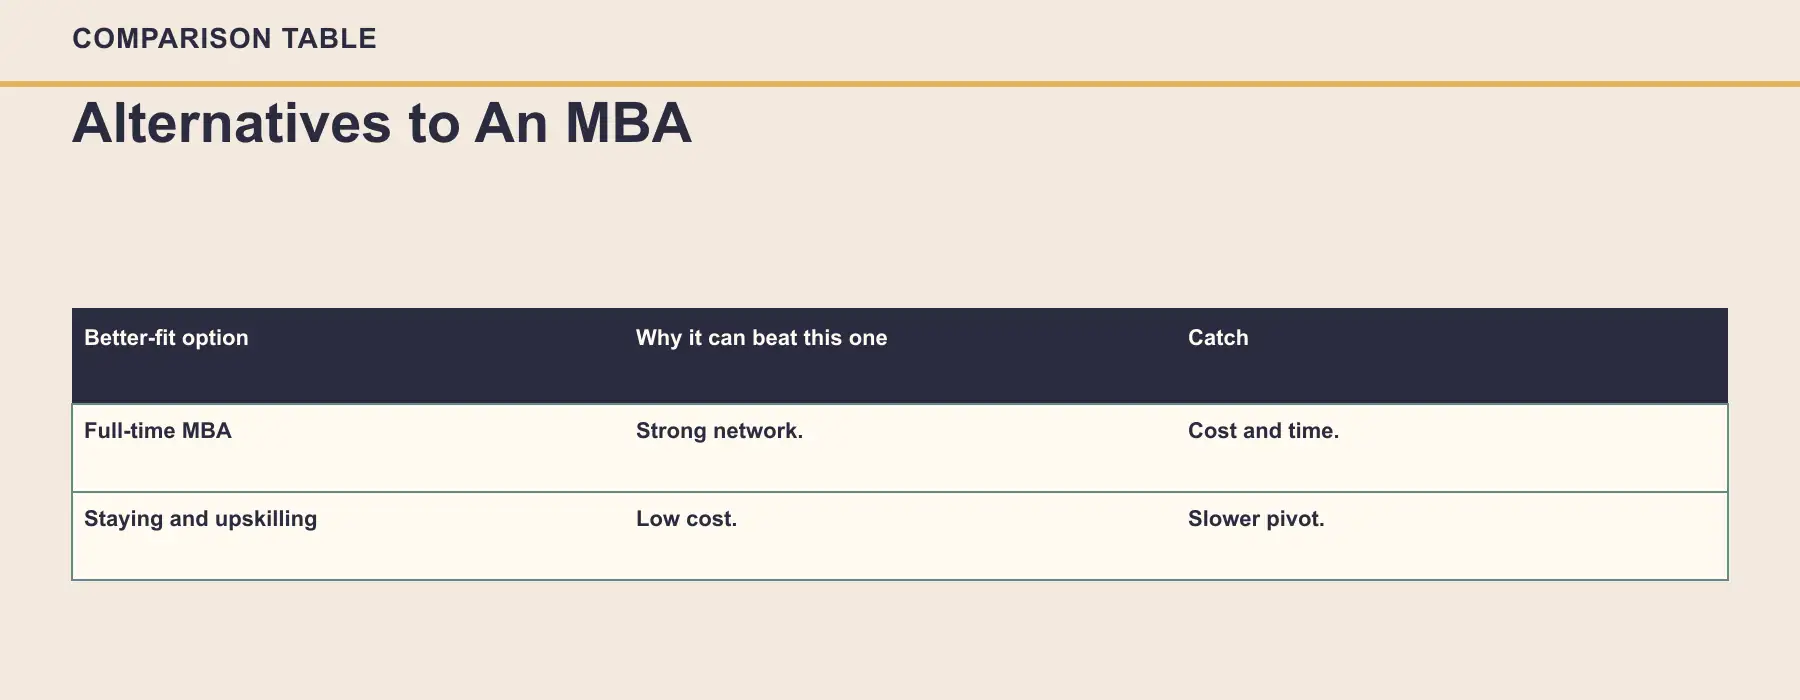 COMPARISON TABLE
Alternatives to An MBA
Better-fit option Why it can beat this one Catch
Full-time MBA Strong network. Cost and time.
Staying and upskilling Low cost. Slower pivot.